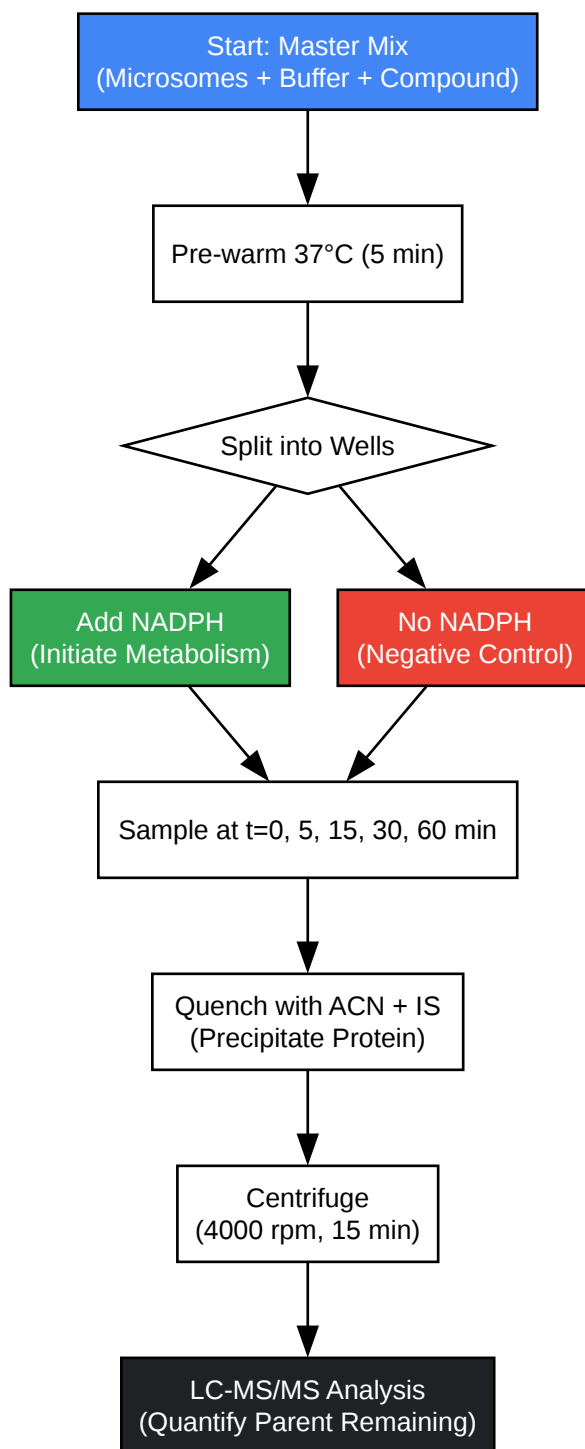 Start: Master Mix
(Microsomes + Buffer + Compound)
Pre-warm 37°C (5 min)
Split into Wells
Add NADPH
(Initiate Metabolism)
No NADPH
(Negative Control)
Sample at t=0, 5, 15, 30, 60 min
Quench with ACN + IS
(Precipitate Protein)
Centrifuge
(4000 rpm, 15 min)
LC-MS/MS Analysis
(Quantify Parent Remaining)